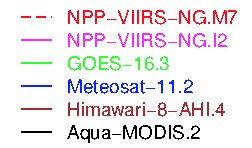 NPP−VIIRS−NG.M7
NPP−VIIRS−NG.I2
GOES−16.3
Meteosat−11.2
Himawari−8−AHI.4
Aqua−MODIS.2